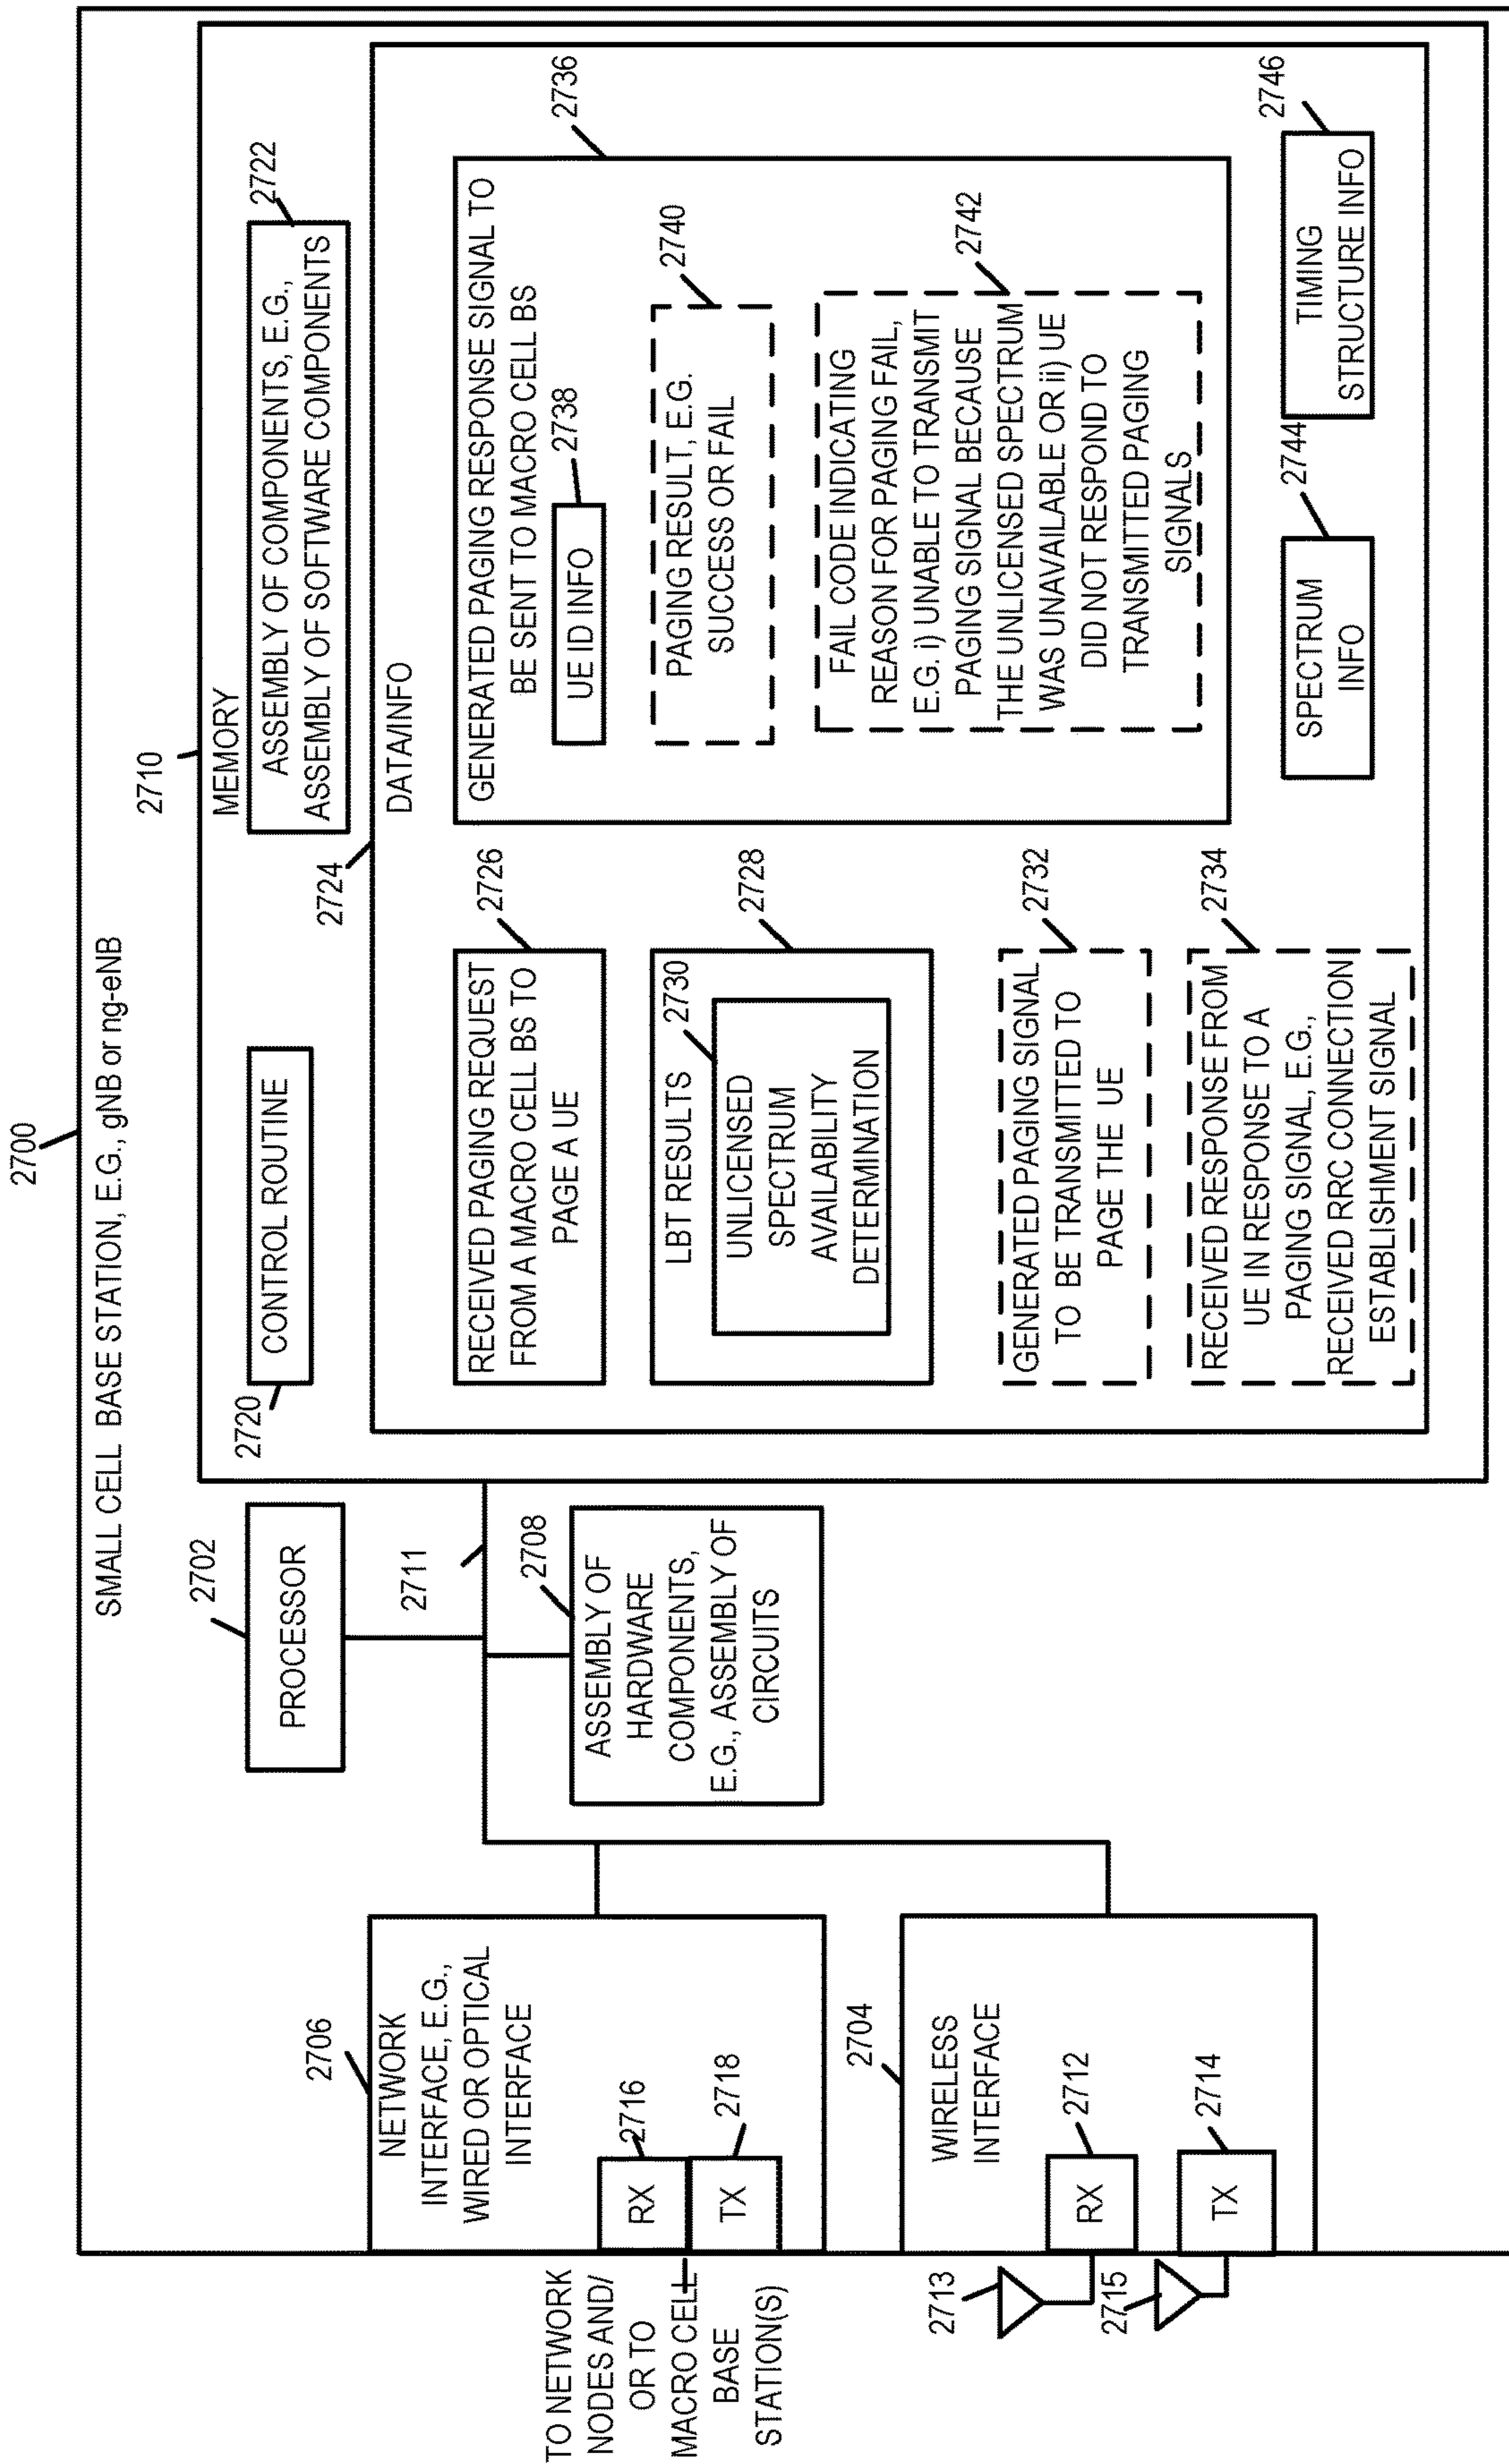 2700
SMALL CELL BASE STATION, E.G., gNB or ng-eNB
2706
NETWORK
INTERFACE, E.G.,
WIRED OR OPTICAL
INTERFACE
2716
RX
2718
TX
TO NETWORK
NODES AND/
OR TO
MACRO CELL
BASE
STATION(S)
2704
WIRELESS
INTERFACE
2712
RX
2714
TX
2713
2715
2702
PROCESSOR
2711
2708
ASSEMBLY OF
HARDWARE
COMPONENTS,
E.G., ASSEMBLY OF
CIRCUITS
2710
MEMORY
2720
CONTROL ROUTINE
2722
ASSEMBLY OF COMPONENTS, E.G.,
ASSEMBLY OF SOFTWARE COMPONENTS
2724
DATA/INFO
2726
RECEIVED PAGING REQUEST
FROM A MACRO CELL BS TO
PAGE A UE
2728
LBT RESULTS
2730
UNLICENSED
SPECTRUM
AVAILABILITY
DETERMINATION
2732
GENERATED PAGING SIGNAL
TO BE TRANSMITTED TO
PAGE THE UE
2734
RECEIVED RESPONSE FROM
UE IN RESPONSE TO A
PAGING SIGNAL, E.G.,
RECEIVED RRC CONNECTION
ESTABLISHMENT SIGNAL
2736
GENERATED PAGING RESPONSE SIGNAL TO
BE SENT TO MACRO CELL BS
2738
UE ID INFO
2740
PAGING RESULT, E.G.
SUCCESS OR FAIL
2742
FAIL CODE INDICATING
REASON FOR PAGING FAIL,
E.G. i) UNABLE TO TRANSMIT
PAGING SIGNAL BECAUSE
THE UNLICENSED SPECTRUM
WAS UNAVAILABLE OR ii) UE
DID NOT RESPOND TO
TRANSMITTED PAGING
SIGNALS
2744
SPECTRUM
INFO
2746
TIMING
STRUCTURE INFO